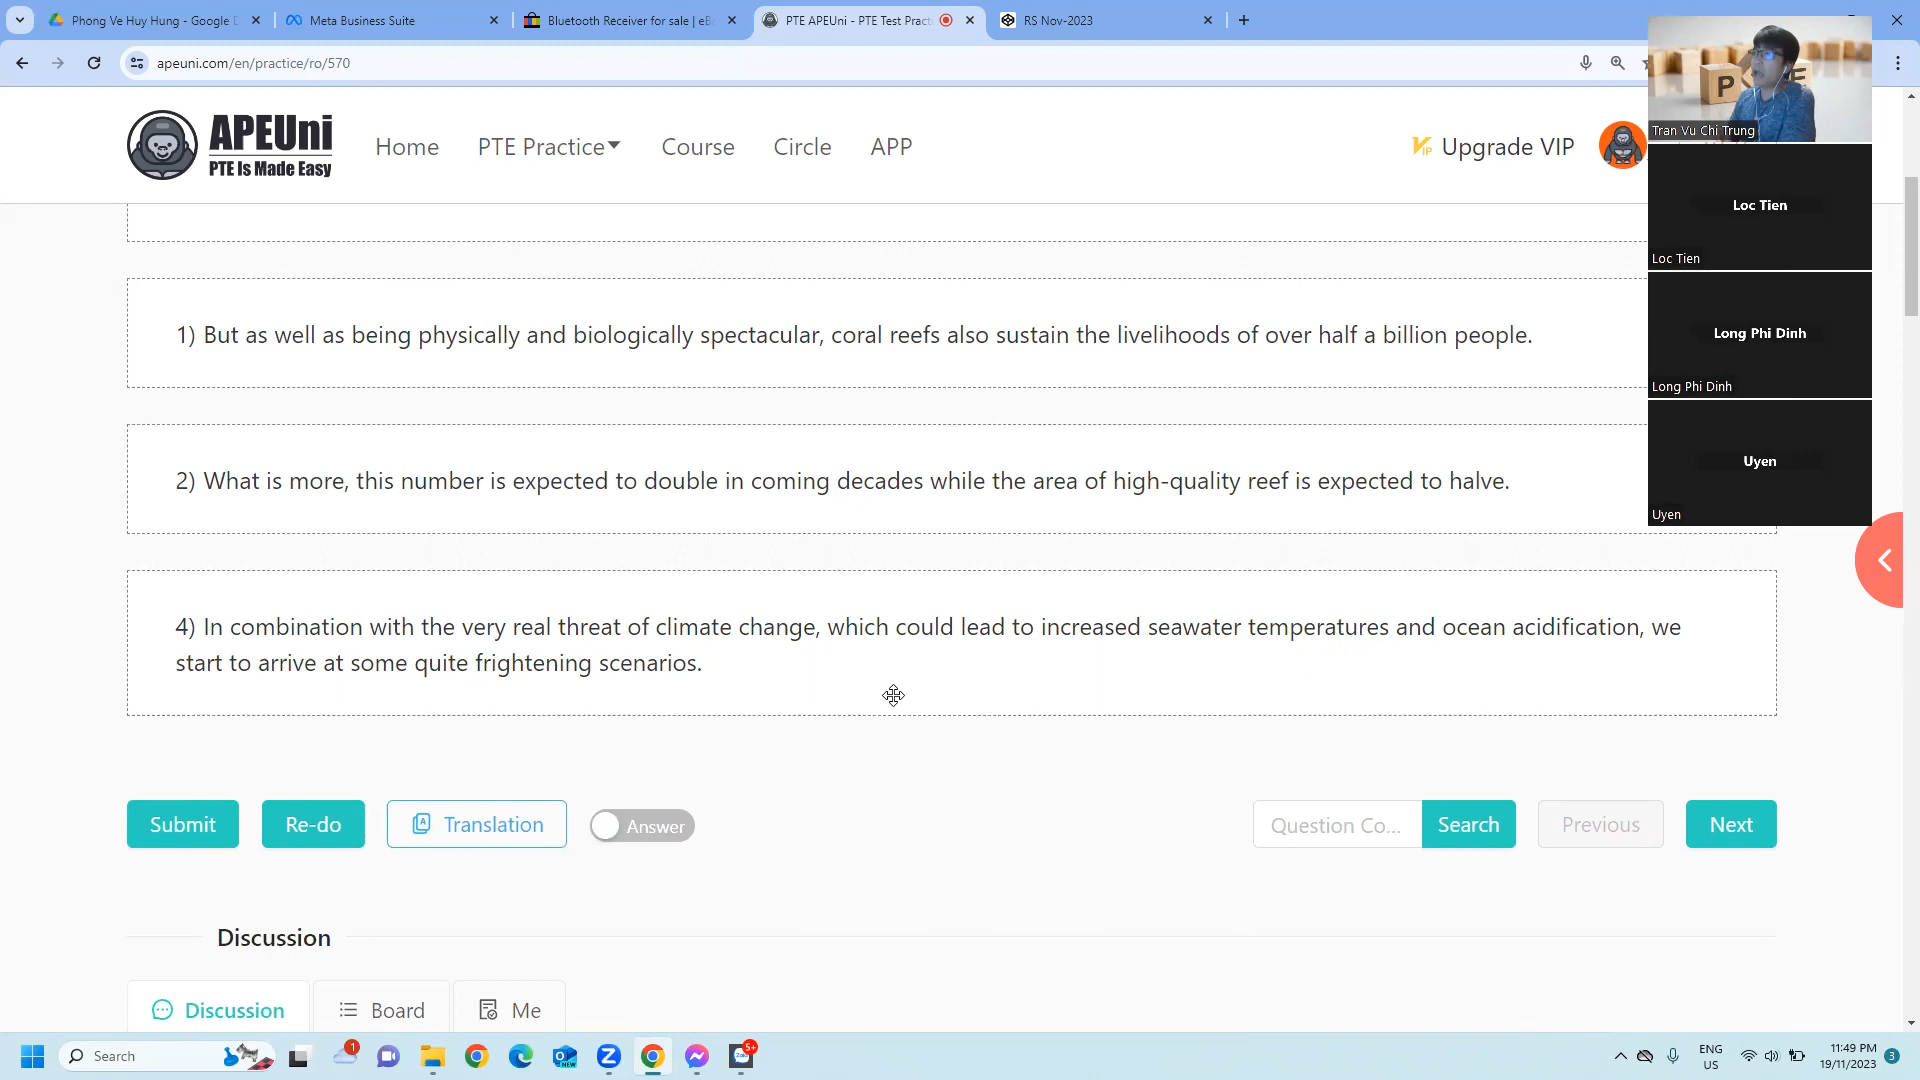 Phong Ve Huy Hung - Google D
Meta Business Suite
Bluetooth Receiver for sale | eB
PTE APEUni - PTE Test Pract
RS Nov-2023
apeuni.com/en/practice/ro/570
APEUni
PTE Is Made Easy
Home
PTE Practice
Course
Circle
APP
Upgrade VIP
P
E
Tran Vu Chi Trung
Loc Tien
Loc Tien
Long Phi Dinh
Long Phi Dinh
Uyen
Uyen
1) But as well as being physically and biologically spectacular, coral reefs also sustain the livelihoods of over half a billion people.
2) What is more, this number is expected to double in coming decades while the area of high-quality reef is expected to halve.
4) In combination with the very real threat of climate change, which could lead to increased seawater temperatures and ocean acidification, we
start to arrive at some quite frightening scenarios.
Submit
Re-do
Translation
Answer
Question Co...
Search
Previous
Next
Discussion
Discussion
Board
Me
Search
1
NEW
Zalo
5+
ENG
US
11:49 PM
19/11/2023
3